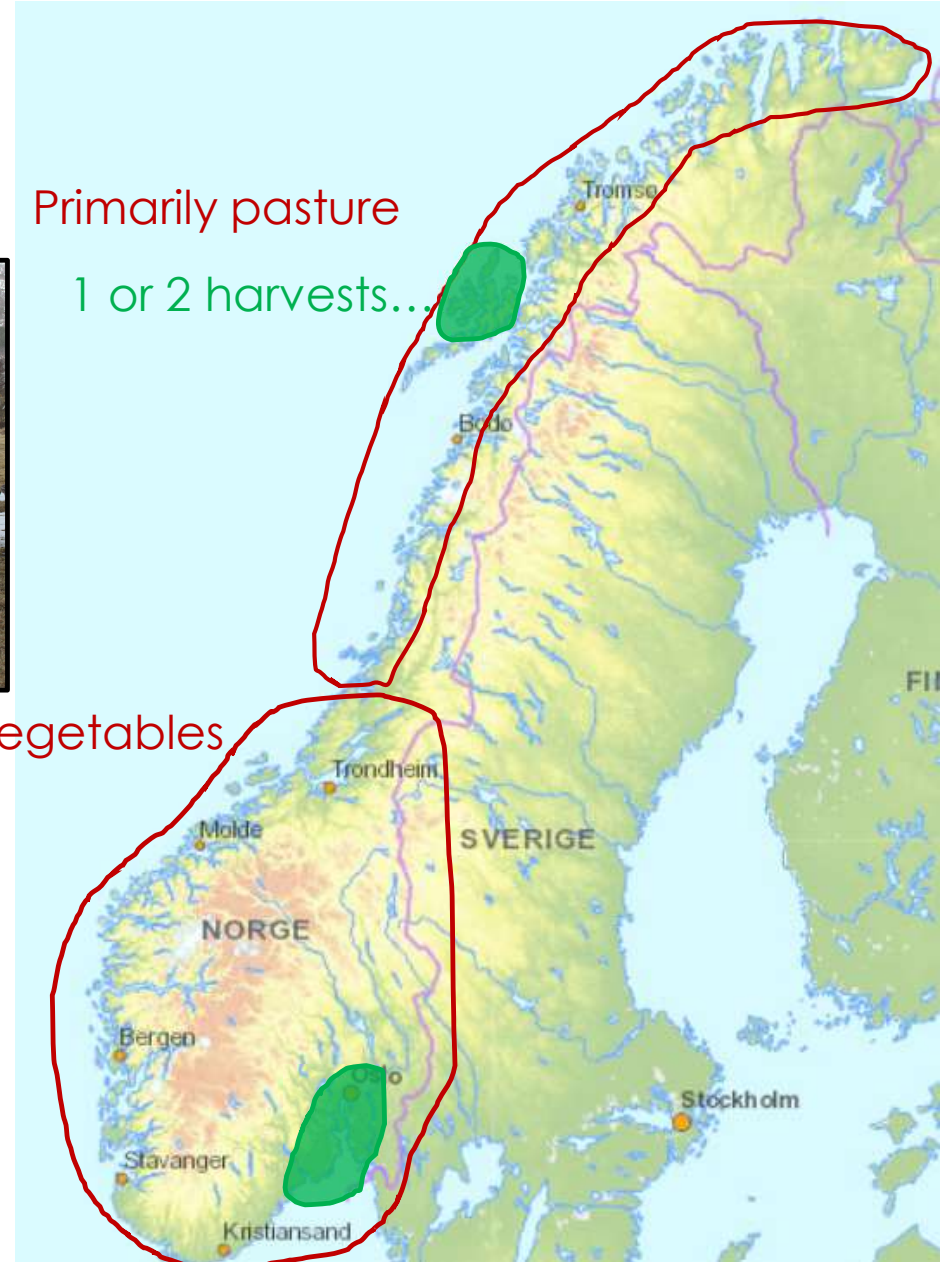 Primarily pasture
1 or 2 harvests…
Tromsø
Bodø
egetables
Trondheim
Molde
SVERIGE
NORGE
Bergen
Oslo
Stockholm
Stavanger
Kristiansand
FI